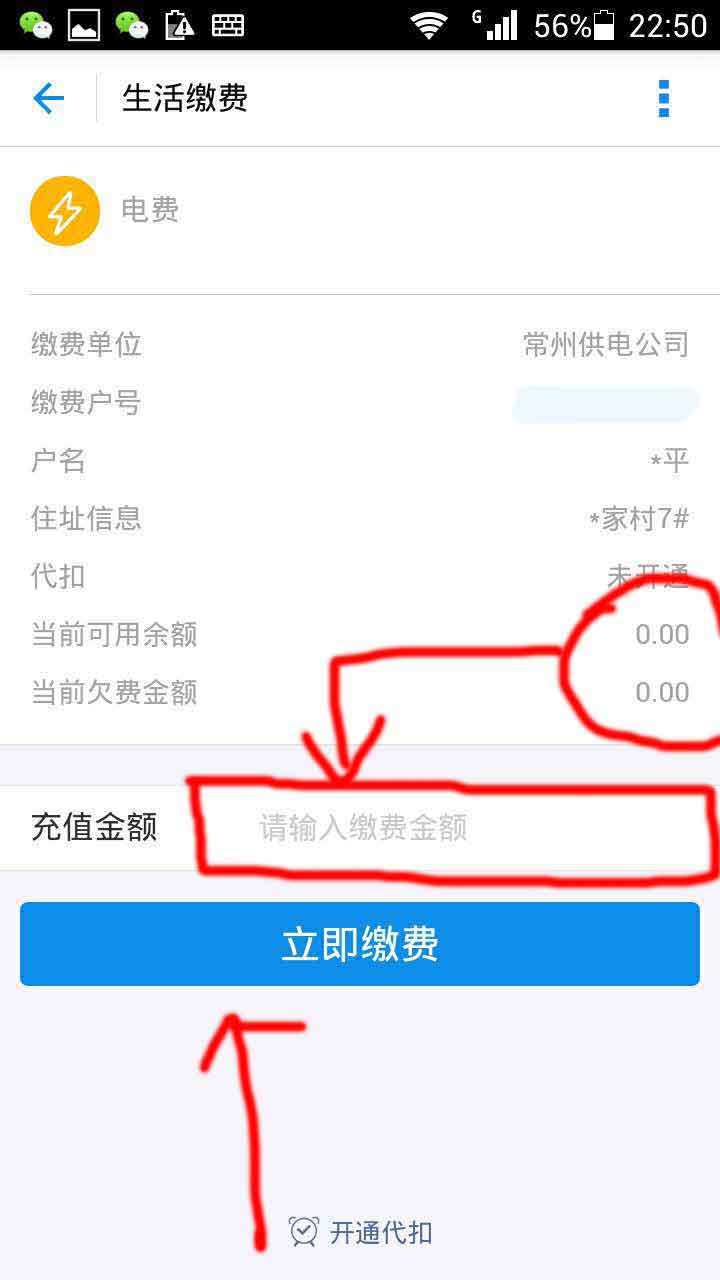 G 56% 22:50
生活缴费
电费
缴费单位 常州供电公司
缴费户号
户名 *平
住址信息 *家村7#
代扣 未开通
当前可用余额 0.00
当前欠费金额 0.00
充值金额 请输入缴费金额
立即缴费
开通代扣